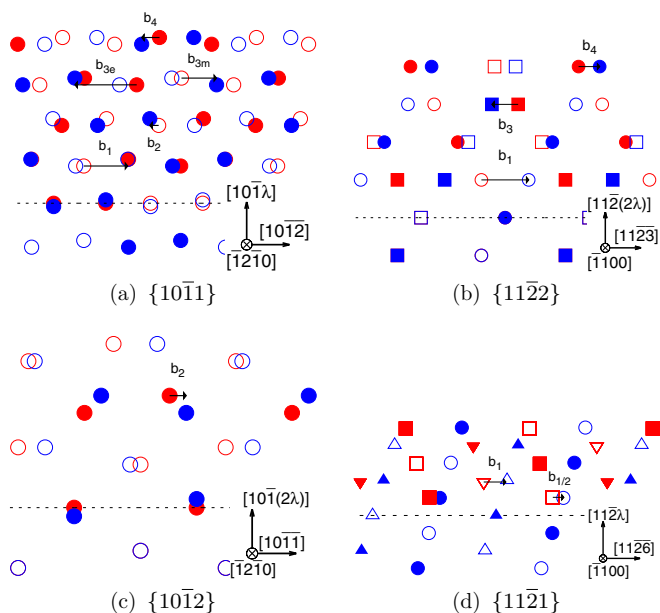 b₄
b₃ₑ
b₃ₘ
b₁
b₂
[101̅λ]
[101̅2̅]
[1̅21̅0]
(a) {101̅1}
b₄
b₃
b₁
[112̅(2λ)]
[112̅3̅]
[1̅100]
(b) {112̅2}
b₂
[101̅(2λ)]
[101̅1̅]
[1̅21̅0]
(c) {101̅2}
b₁
b₁/₂
[112̅λ]
[112̅6̅]
[1̅100]
(d) {112̅1}